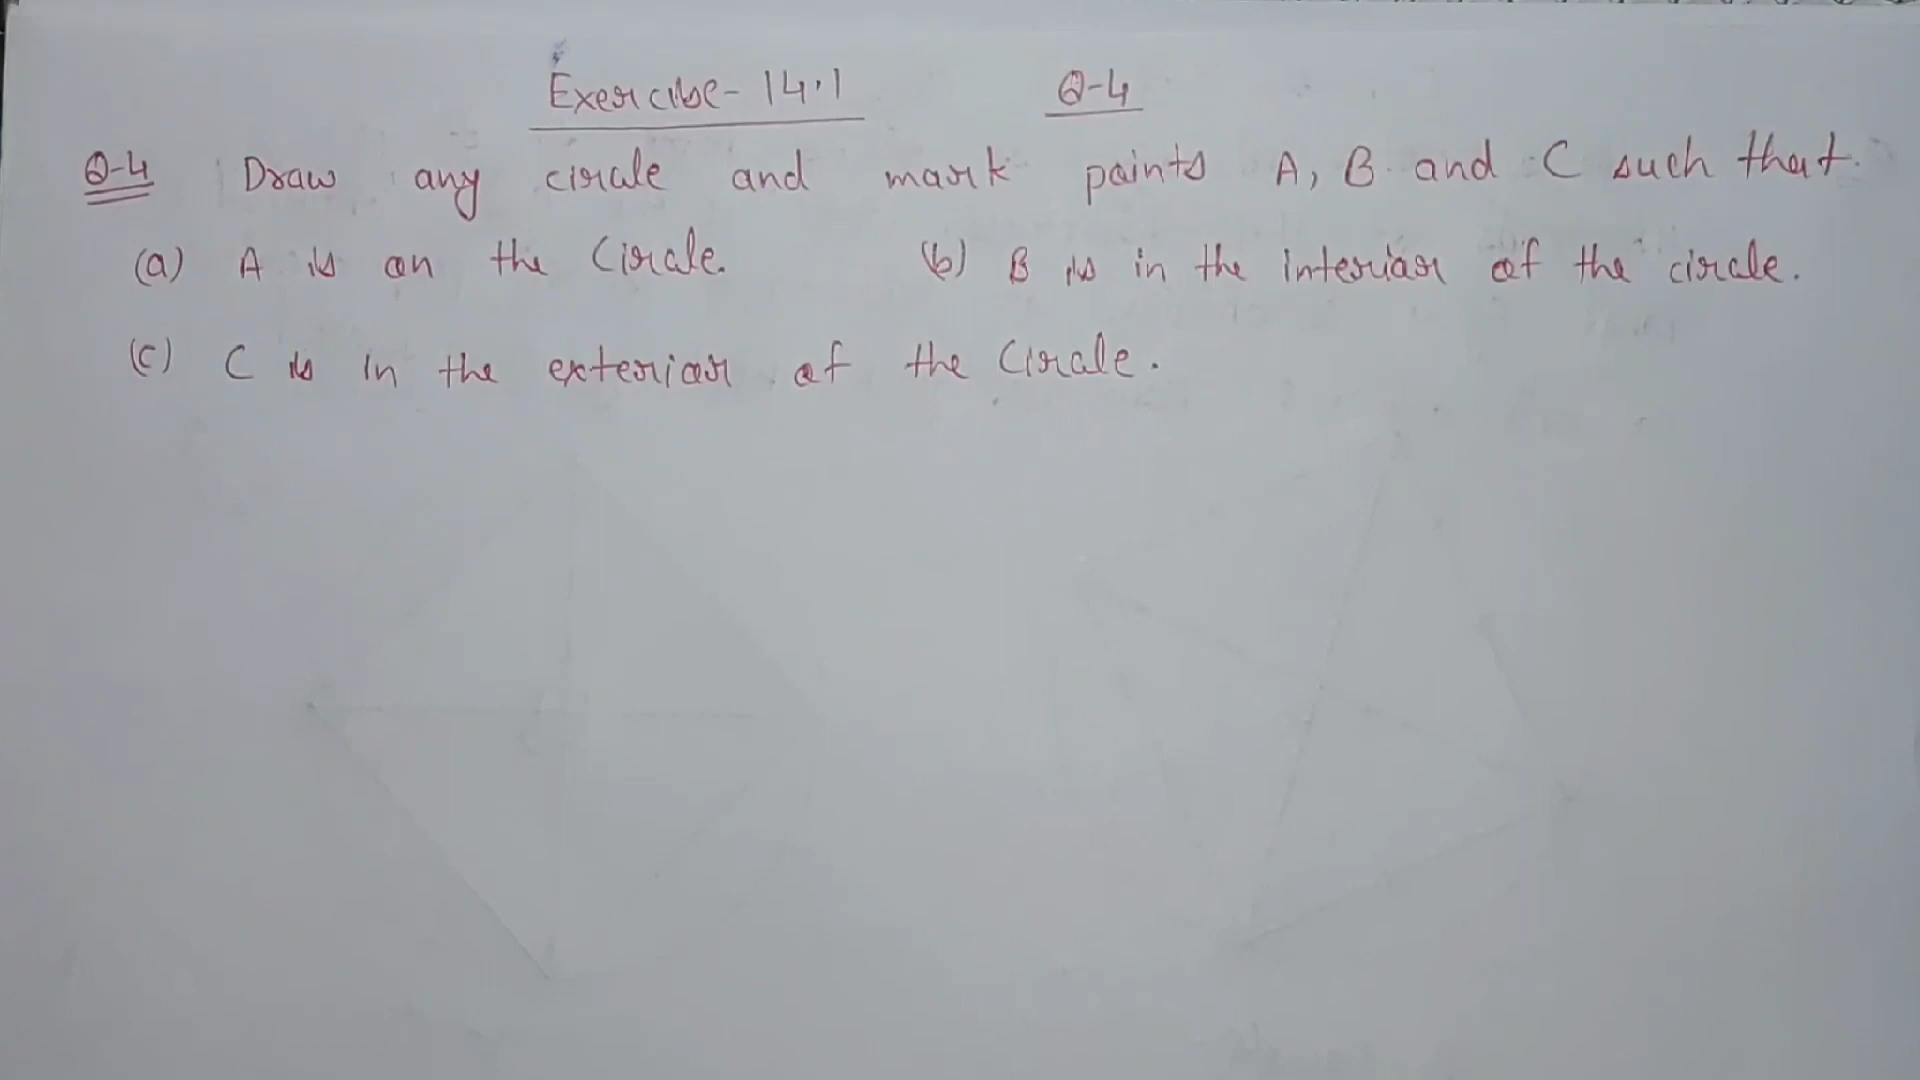 Exercise- 14.1 Q-4
Q-4 Draw any circle and mark points A, B and C such that.
(a) A is on the Circle. (b) B is in the interior of the circle.
(c) C is in the exterior of the Circle.